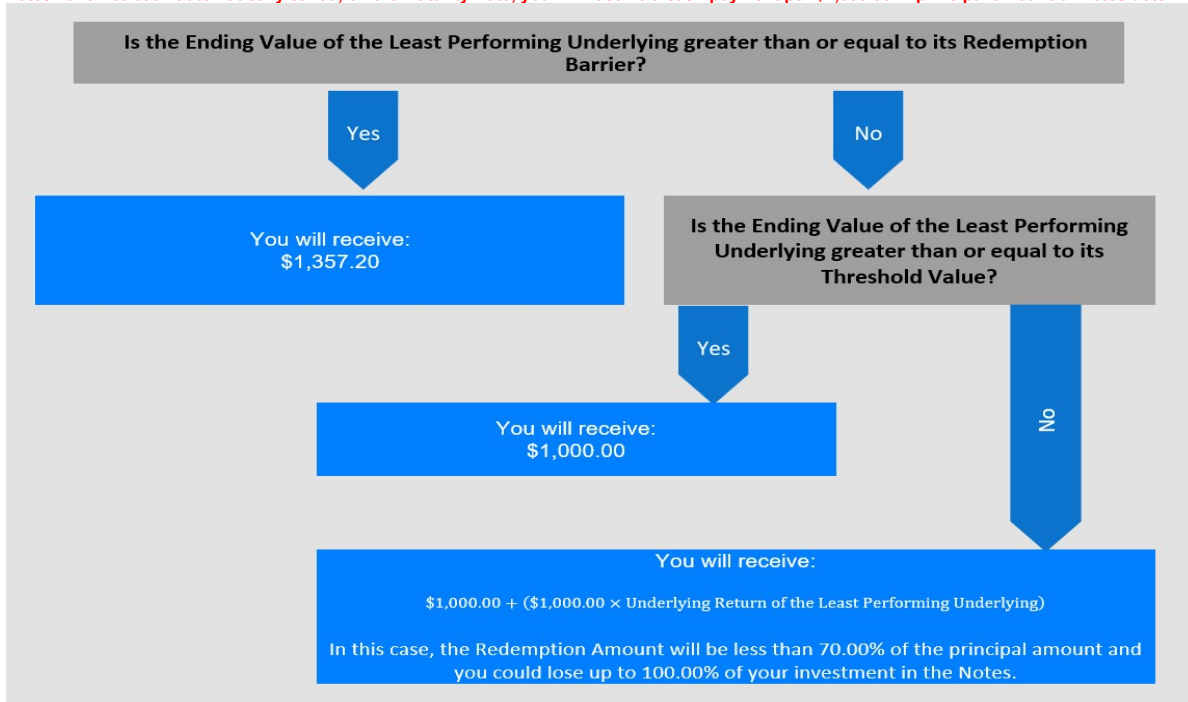 Is the Ending Value of the Least Performing Underlying greater than or equal to its Redemption
Barrier?
Yes
No
You will receive:
$1,357.20
Is the Ending Value of the Least Performing
Underlying greater than or equal to its
Threshold Value?
Yes
No
You will receive:
$1,000.00
You will receive:
$1,000.00 + ($1,000.00 × Underlying Return of the Least Performing Underlying)
In this case, the Redemption Amount will be less than 70.00% of the principal amount and
you could lose up to 100.00% of your investment in the Notes.